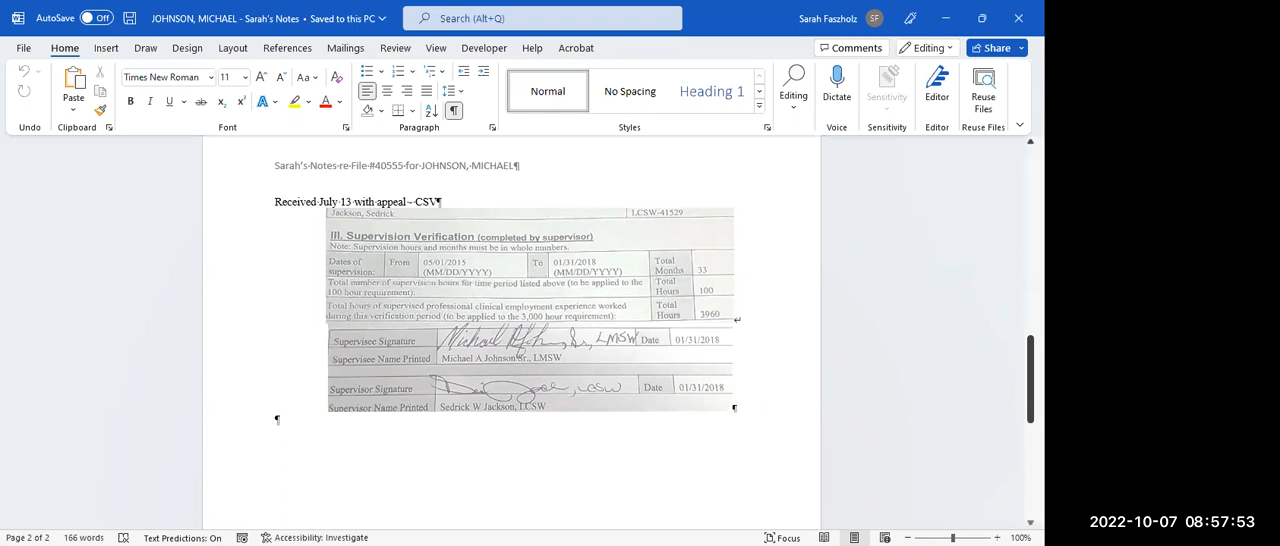 AutoSave Off JOHNSON, MICHAEL - Sarah's Notes • Saved to this PC Search (Alt+Q) Sarah Faszholz SF
File Home Insert Draw Design Layout References Mailings Review View Developer Help Acrobat Comments Editing Share
Times New Roman 11 Aa Normal No Spacing Heading 1
Paste Editing Dictate Sensitivity Editor Reuse Files
Undo Clipboard Font Paragraph Styles Voice Sensitivity Editor Reuse Files
Sarah's Notes re File #40555 for JOHNSON, MICHAEL¶
Received July 13 with appeal – CSV¶
Jackson, Sedrick LCSW-41529
III. Supervision Verification (completed by supervisor)
Note: Supervision hours and months must be in whole numbers.
Dates of supervision: From 05/01/2015 (MM/DD/YYYY) To 01/31/2018 (MM/DD/YYYY) Total Months 33
Total number of supervision hours for time period listed above (to be applied to the 100 hour requirement): Total Hours 100
Total hours of supervised professional clinical employment experience worked during this verification period (to be applied to the 3,000 hour requirement): Total Hours 3960
Supervisee Signature Michael A John, Sr., LMSW Date 01/31/2018
Supervisee Name Printed Michael A Johnson Sr., LMSW
Supervisor Signature , LCSW Date 01/31/2018
Supervisor Name Printed Sedrick W Jackson, LCSW
¶
Page 2 of 2 166 words Text Predictions: On Accessibility: Investigate Focus 100%
2022-10-07 08:57:53